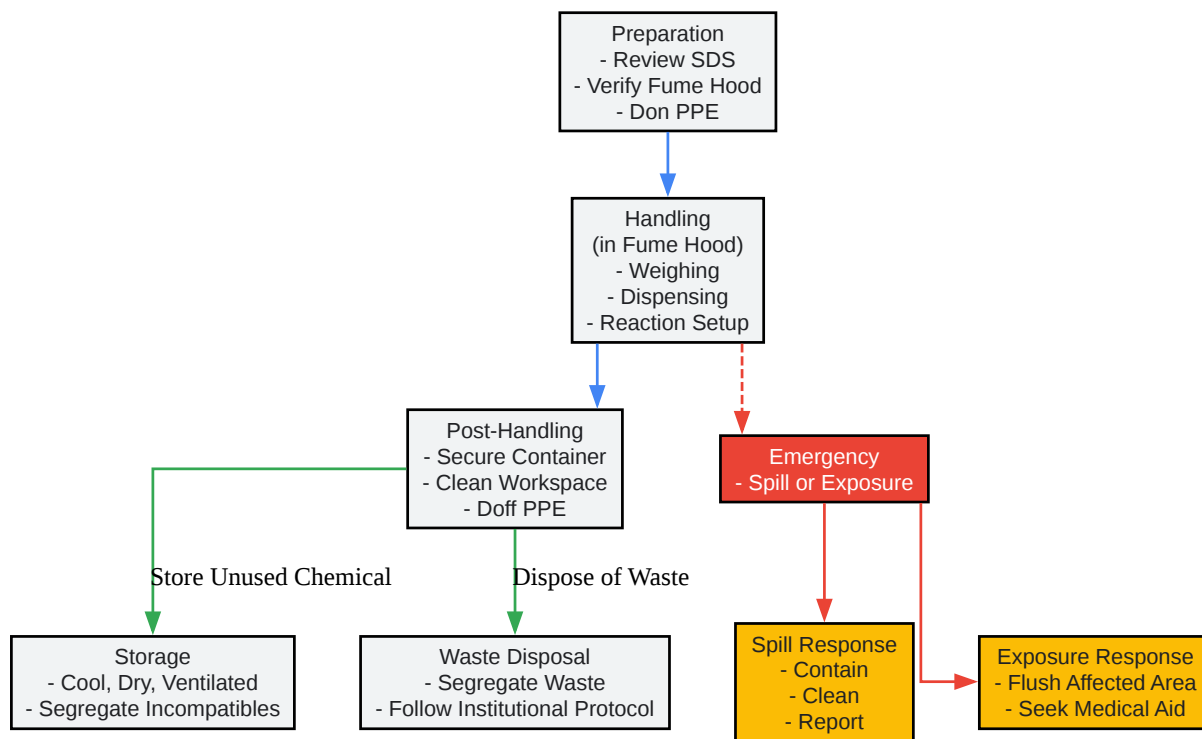 Preparation
- Review SDS
- Verify Fume Hood
- Don PPE
Handling
(in Fume Hood)
- Weighing
- Dispensing
- Reaction Setup
Post-Handling
- Secure Container
- Clean Workspace
- Doff PPE
Emergency
- Spill or Exposure
Store Unused Chemical
Dispose of Waste
Storage
- Cool, Dry, Ventilated
- Segregate Incompatibles
Waste Disposal
- Segregate Waste
- Follow Institutional Protocol
Spill Response
- Contain
- Clean
- Report
Exposure Response
- Flush Affected Area
- Seek Medical Aid